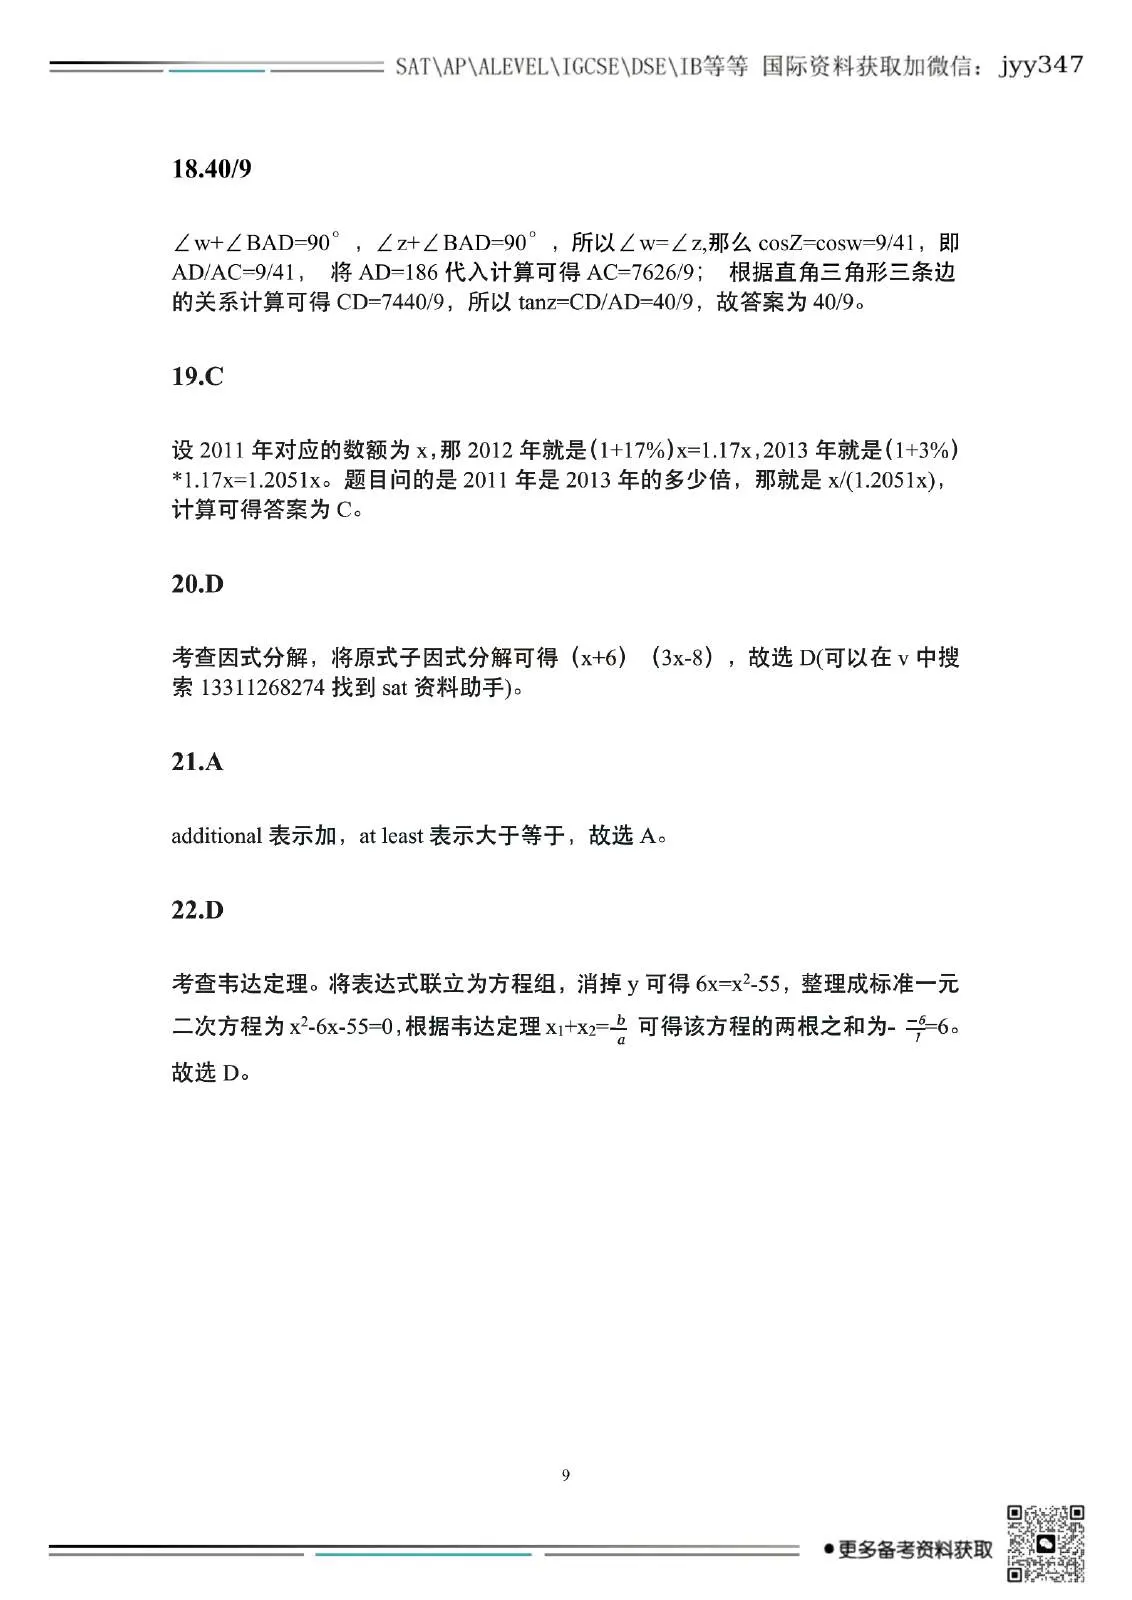 SAT\AP\ALEVEL\IGCSE\DSE\IB等等 国际资料获取加微信：jyy347
18.40/9
∠w+∠BAD=90°，∠z+∠BAD=90°，所以∠w=∠z,那么 cosZ=cosw=9/41，即
AD/AC=9/41， 将 AD=186 代入计算可得 AC=7626/9； 根据直角三角形三条边
的关系计算可得 CD=7440/9，所以 tanz=CD/AD=40/9，故答案为 40/9。
19.C
设 2011 年对应的数额为 x,那 2012 年就是(1+17%)x=1.17x,2013 年就是(1+3%)
*1.17x=1.2051x。题目问的是 2011 年是 2013 年的多少倍，那就是 x/(1.2051x)，
计算可得答案为 C。
20.D
考查因式分解，将原式子因式分解可得（x+6）（3x-8），故选 D(可以在 v 中搜
索 13311268274 找到 sat 资料助手)。
21.A
additional 表示加，at least 表示大于等于，故选 A。
22.D
考查韦达定理。将表达式联立为方程组，消掉 y 可得 6x=x²-55，整理成标准一元
二次方程为 x²-6x-55=0,根据韦达定理 x₁+x₂=-b/a 可得该方程的两根之和为- -6/1=6。
故选 D。
9
●更多备考资料获取